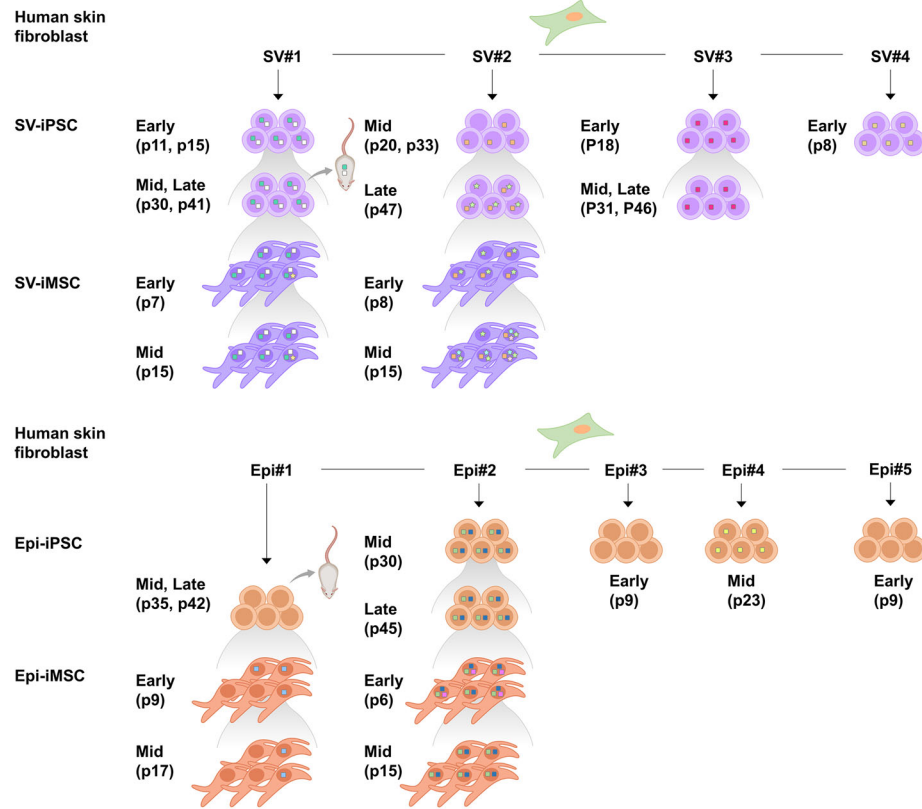 Human skin
fibroblast
SV#1
SV#2
SV#3
SV#4
SV-iPSC
Early
(p11, p15)
Mid
(p20, p33)
Early
(P18)
Early
(p8)
Mid, Late
(p30, p41)
Late
(p47)
Mid, Late
(P31, P46)
SV-iMSC
Early
(p7)
Early
(p8)
Mid
(p15)
Mid
(p15)
Human skin
fibroblast
Epi#1
Epi#2
Epi#3
Epi#4
Epi#5
Epi-iPSC
Mid
(p30)
Early
(p9)
Mid
(p23)
Early
(p9)
Mid, Late
(p35, p42)
Late
(p45)
Epi-iMSC
Early
(p9)
Early
(p6)
Mid
(p17)
Mid
(p15)